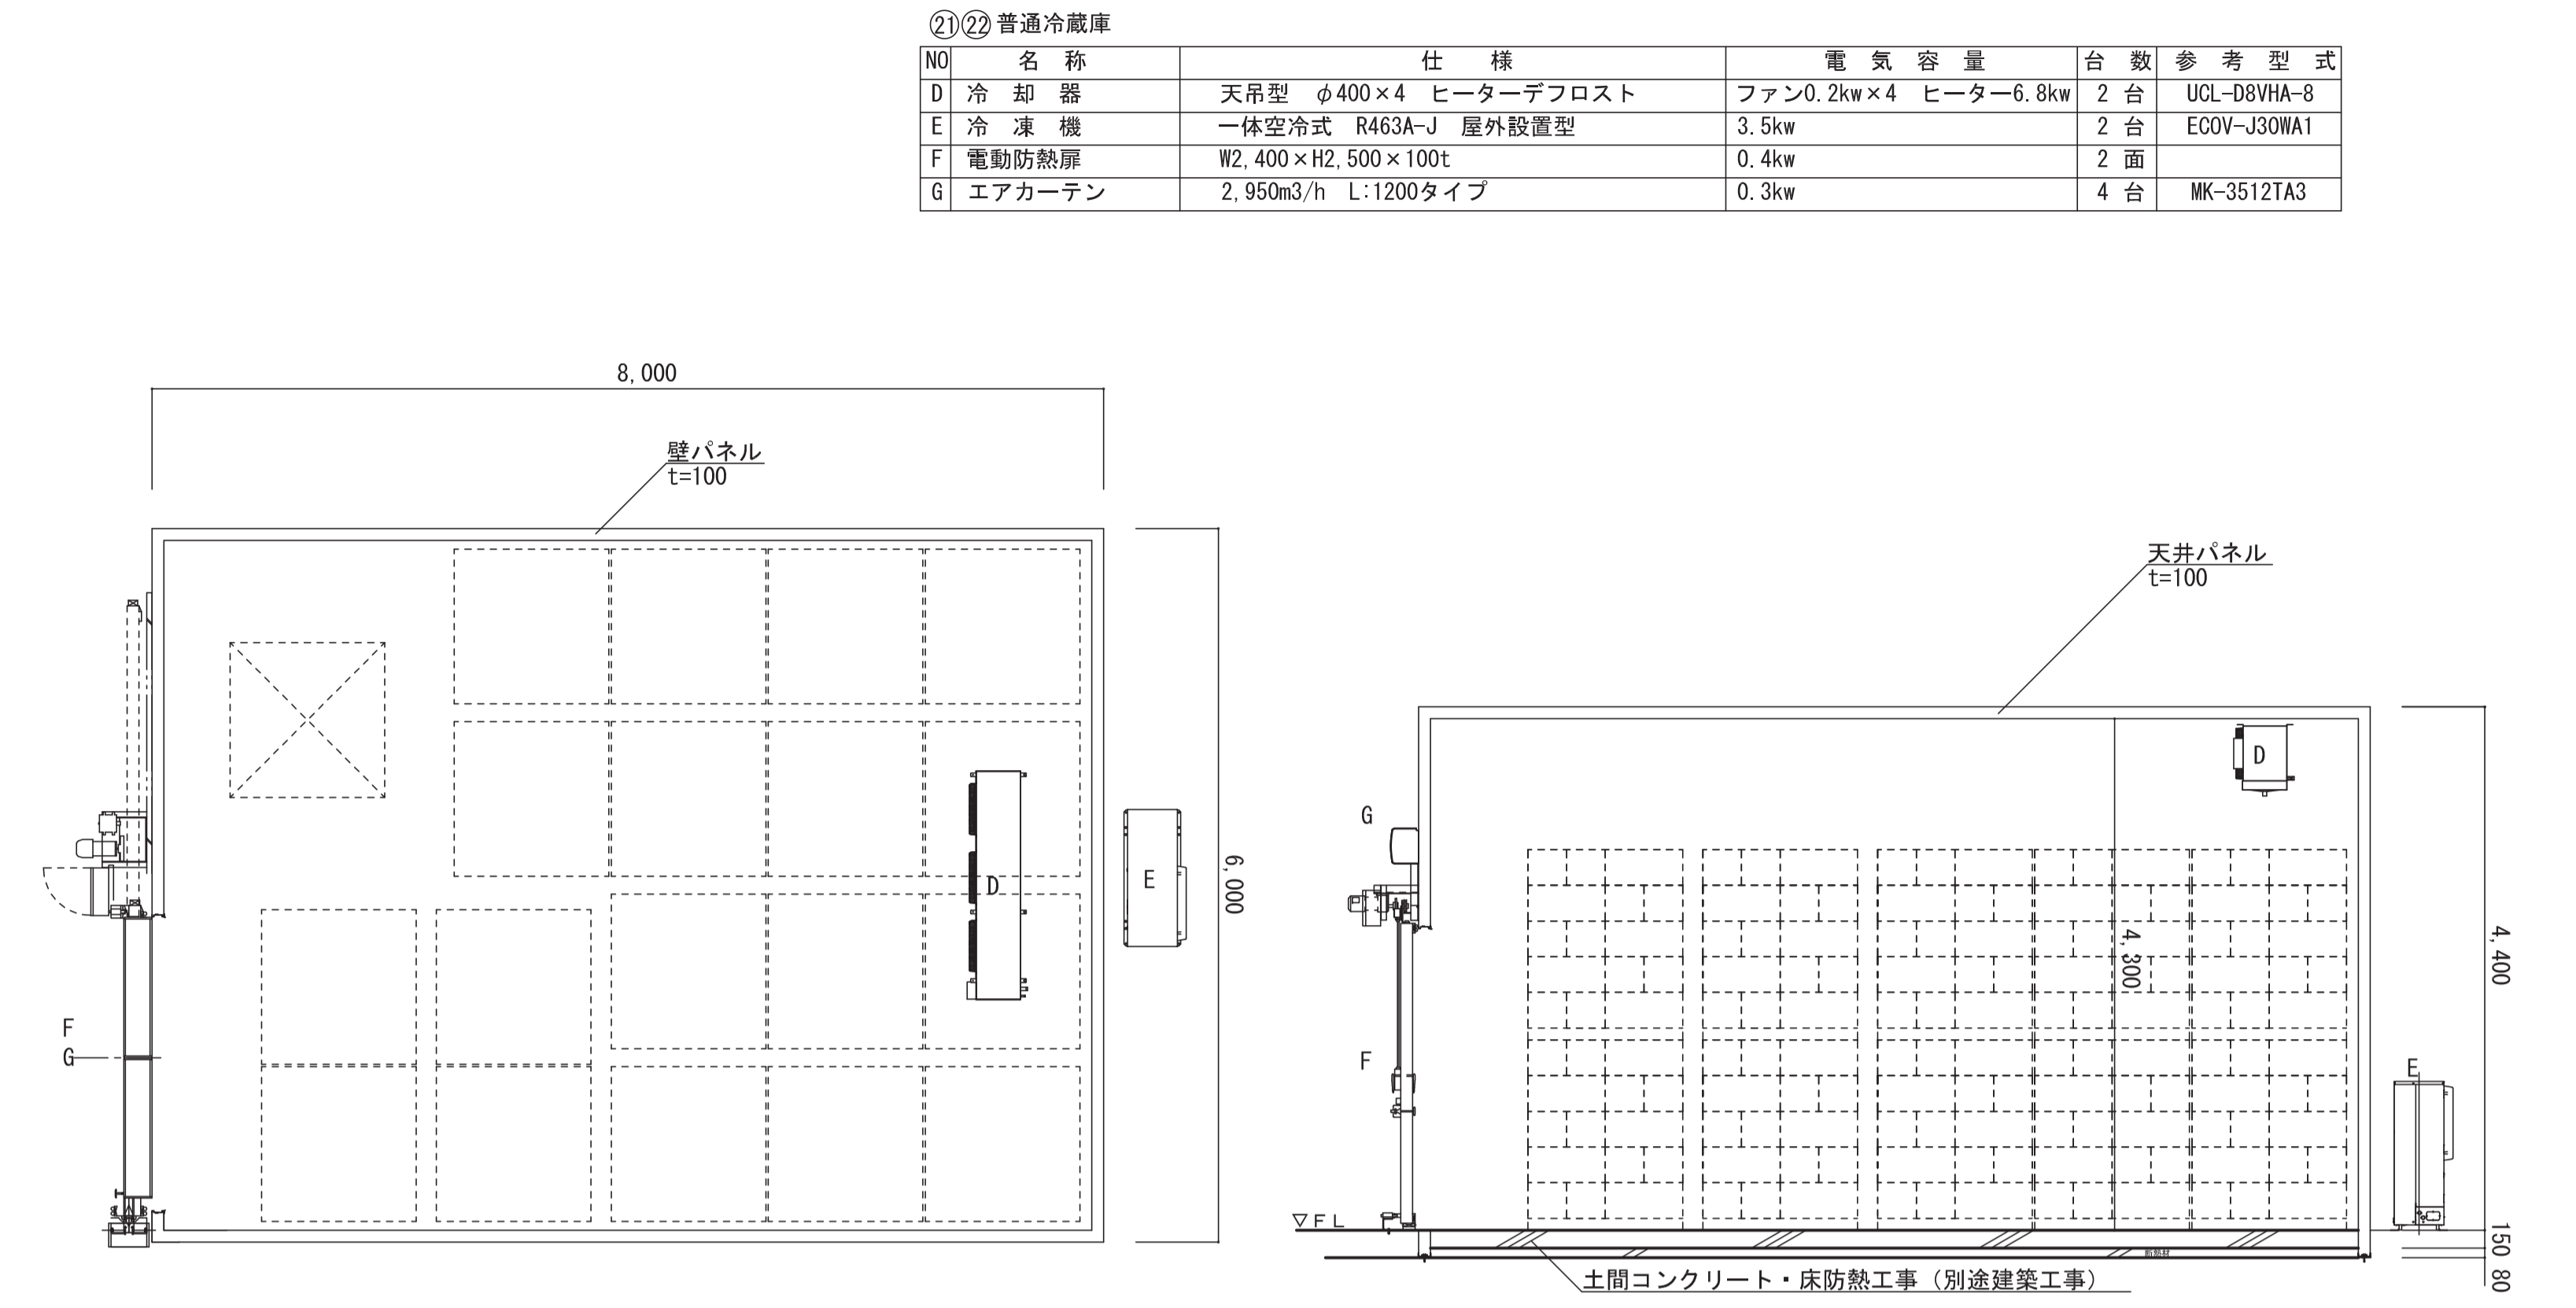 ㉑㉒普通冷蔵庫
NO 名称 仕様 電気容量 台数 参考型式
D 冷却器 天吊型 φ400×4 ヒーターデフロスト ファン0.2kw×4 ヒーター6.8kw 2台 UCL-D8VHA-8
E 冷凍機 一体空冷式 R463A-J 屋外設置型 3.5kw 2台 ECOV-J30WA1
F 電動防熱扉 W2,400×H2,500×100t 0.4kw 2面
G エアカーテン 2,950m3/h L:1200タイプ 0.3kw 4台 MK-3512TA3
8,000
壁パネル
t=100
D
E
6,000
F
G
天井パネル
t=100
D
G
F
4,300
4,400
E
▽FL
150
80
断熱材
土間コンクリート・床防熱工事（別途建築工事）